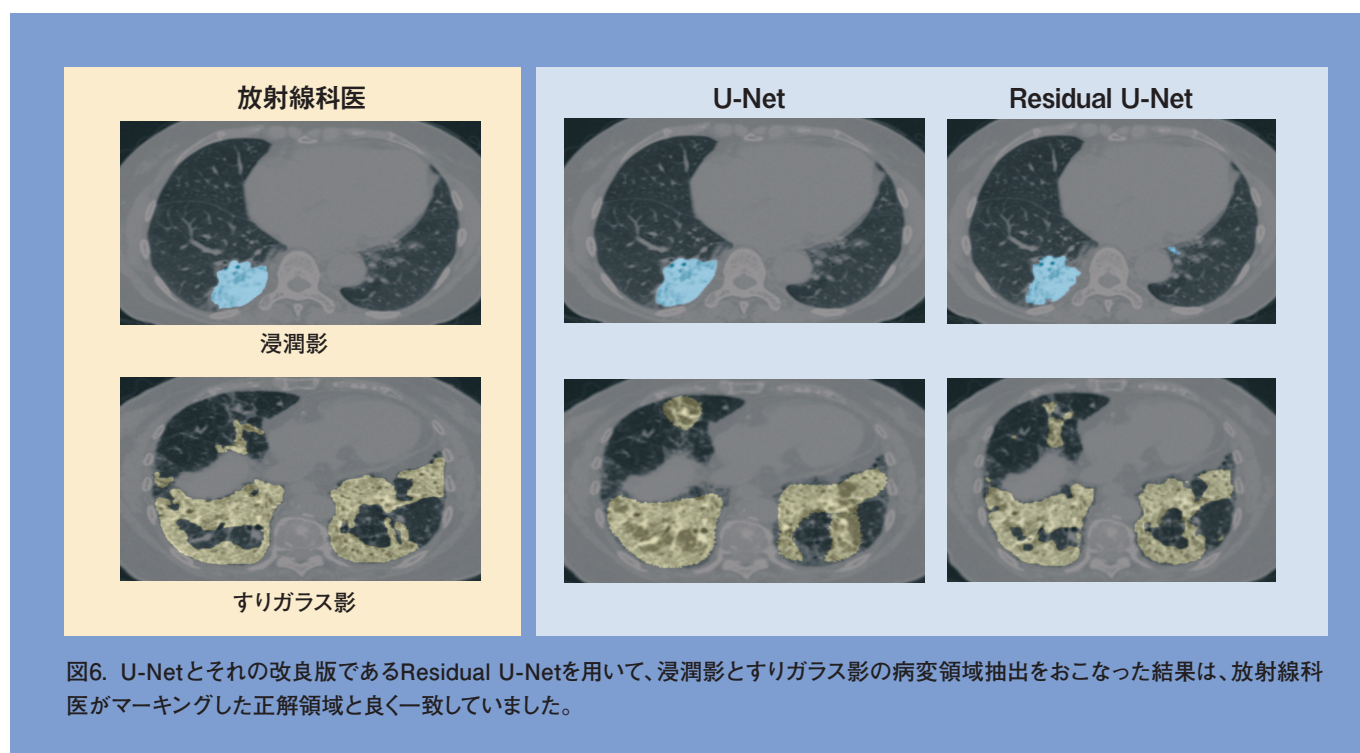 放射線科医
U-Net
Residual U-Net
浸潤影
すりガラス影
図6. U-Netとそれの改良版であるResidual U-Netを用いて、浸潤影とすりガラス影の病変領域抽出をおこなった結果は、放射線科
医がマーキングした正解領域と良く一致していました。